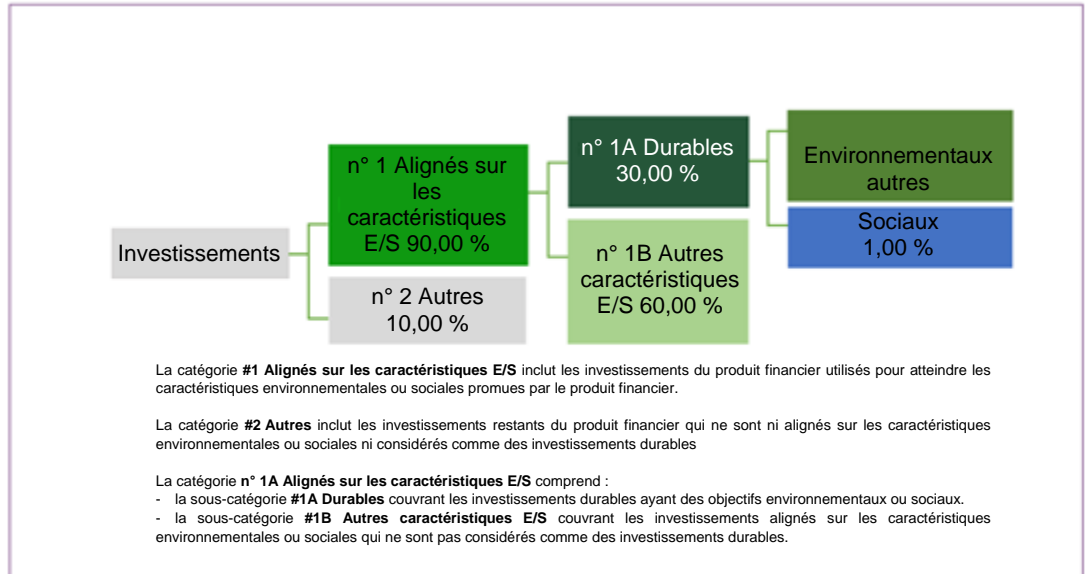 Investissements
n° 1 Alignés sur
les
caractéristiques
E/S 90,00 %
n° 2 Autres
10,00 %
n° 1A Durables
30,00 %
n° 1B Autres
caractéristiques
E/S 60,00 %
Environnementaux
autres
Sociaux
1,00 %
La catégorie #1 Alignés sur les caractéristiques E/S inclut les investissements du produit financier utilisés pour atteindre les
caractéristiques environnementales ou sociales promues par le produit financier.
La catégorie #2 Autres inclut les investissements restants du produit financier qui ne sont ni alignés sur les caractéristiques
environnementales ou sociales ni considérés comme des investissements durables
La catégorie n° 1A Alignés sur les caractéristiques E/S comprend :
- la sous-catégorie #1A Durables couvrant les investissements durables ayant des objectifs environnementaux ou sociaux.
- la sous-catégorie #1B Autres caractéristiques E/S couvrant les investissements alignés sur les caractéristiques
environnementales ou sociales qui ne sont pas considérés comme des investissements durables.